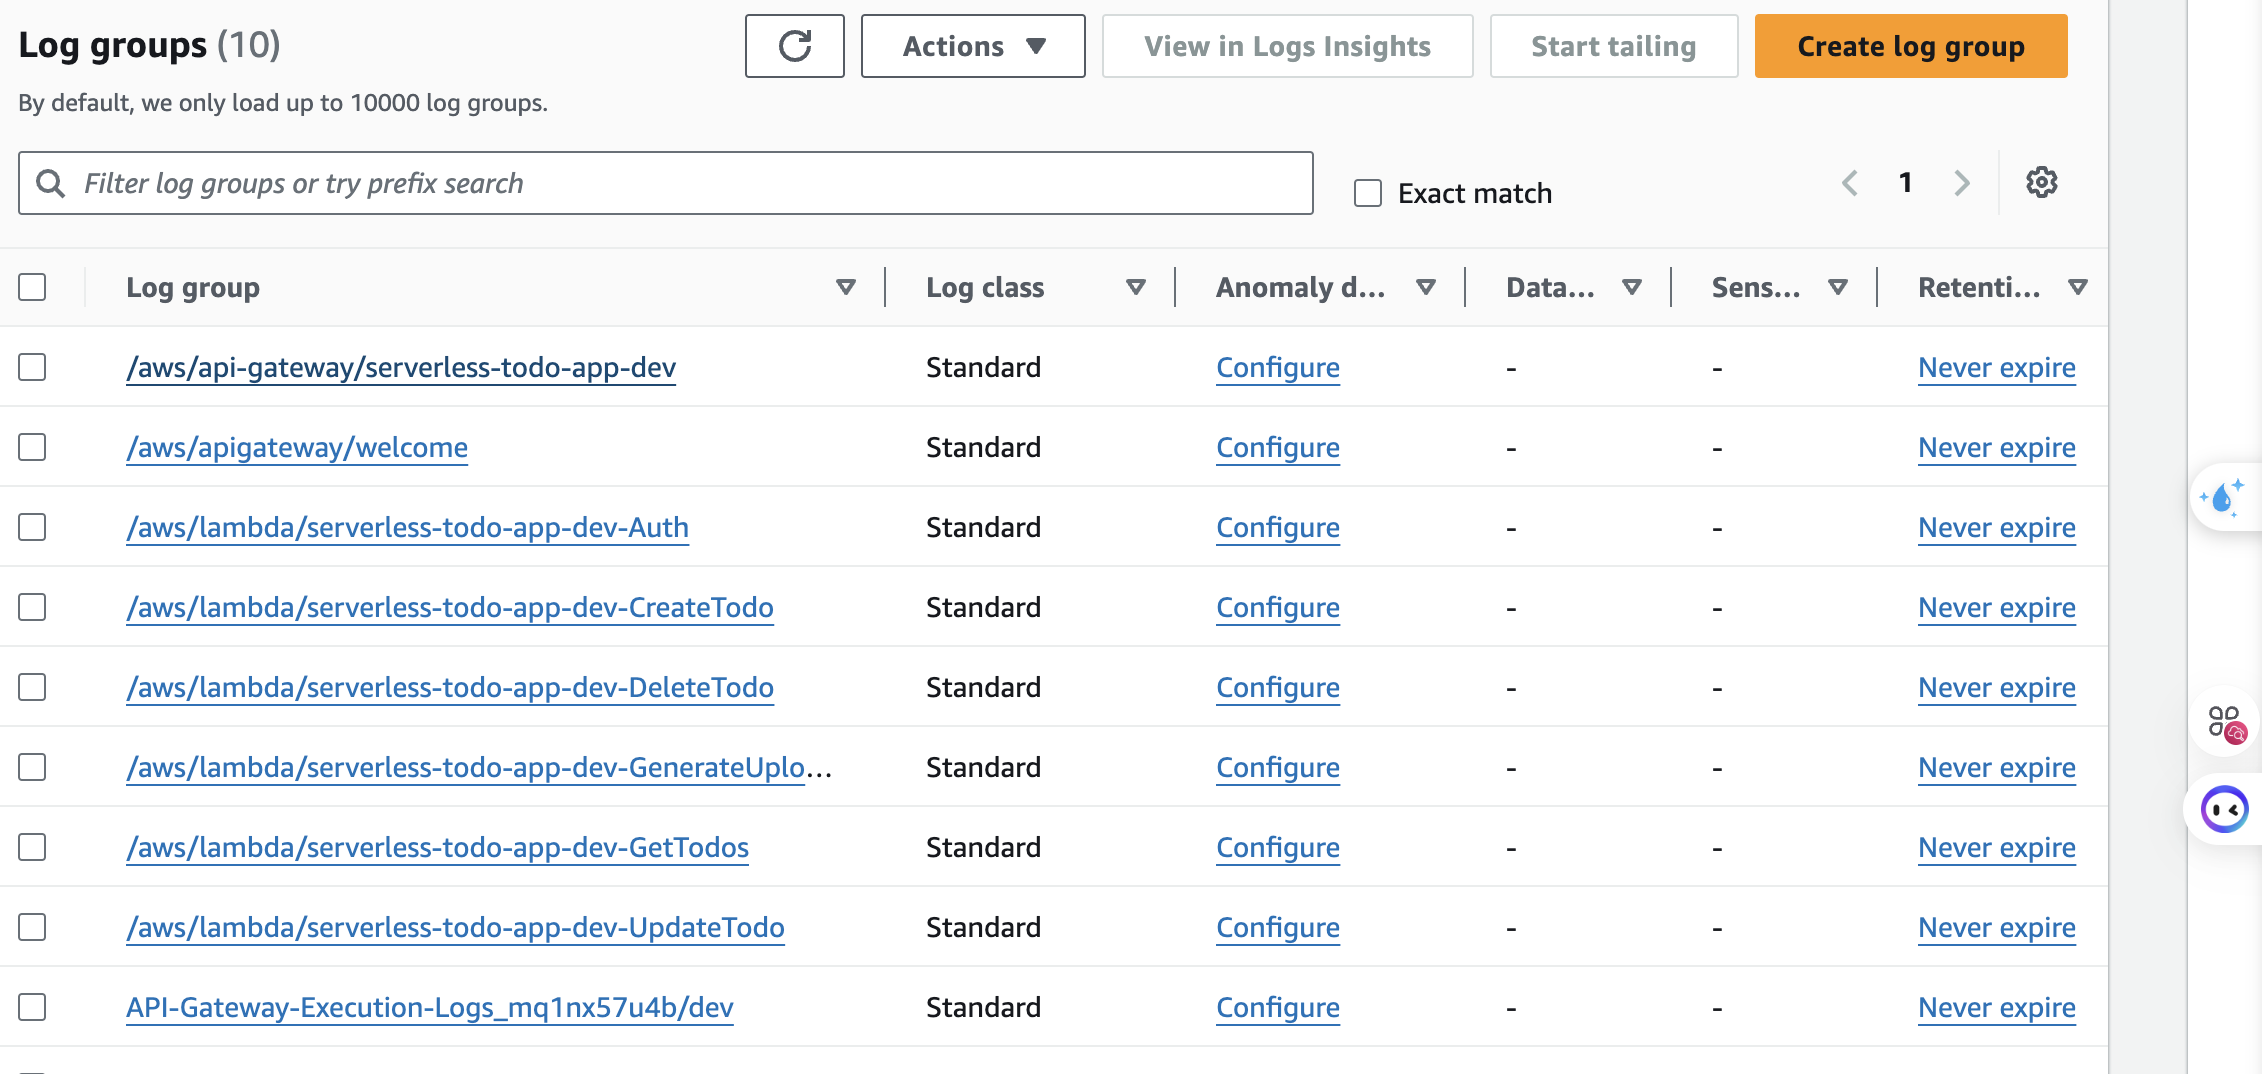 Log groups (10)
Actions
View in Logs Insights
Start tailing
Create log group
By default, we only load up to 10000 log groups.
Filter log groups or try prefix search
Exact match
1
Log group Log class Anomaly d... Data... Sens... Retenti...
/aws/api-gateway/serverless-todo-app-dev Standard Configure - - Never expire
/aws/apigateway/welcome Standard Configure - - Never expire
/aws/lambda/serverless-todo-app-dev-Auth Standard Configure - - Never expire
/aws/lambda/serverless-todo-app-dev-CreateTodo Standard Configure - - Never expire
/aws/lambda/serverless-todo-app-dev-DeleteTodo Standard Configure - - Never expire
/aws/lambda/serverless-todo-app-dev-GenerateUplo... Standard Configure - - Never expire
/aws/lambda/serverless-todo-app-dev-GetTodos Standard Configure - - Never expire
/aws/lambda/serverless-todo-app-dev-UpdateTodo Standard Configure - - Never expire
API-Gateway-Execution-Logs_mq1nx57u4b/dev Standard Configure - - Never expire